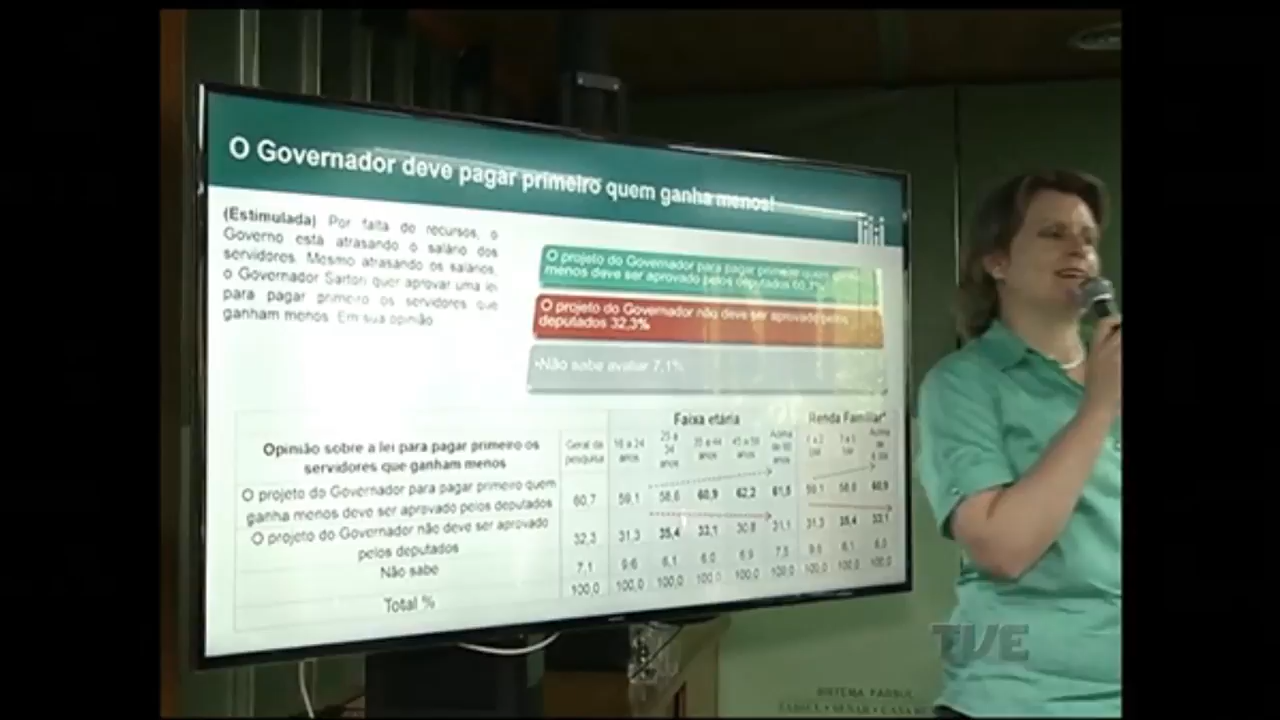 O Governador deve pagar primeiro quem ganha menos!
(Estimulada) Por falta de recursos, o
Governo está atrasando o salário dos
servidores. Mesmo atrasando os salários,
o Governador Sartori quer aprovar uma lei
para pagar primeiro os servidores que
ganham menos. Em sua opinião
O projeto do Governador para pagar primeiro quem ganha
menos deve ser aprovado pelos deputados 60,7%
O projeto do Governador não deve ser aprovado pelos
deputados 32,3%
•Não sabe avaliar 7,1%
Faixa etária Renda Familiar*
Opinião sobre a lei para pagar primeiro os
servidores que ganham menos
Geral da
pesquisa
16 a 24
anos
25 a
34
anos
35 a 44
anos
45 a 59
anos
Acima
de 60
anos
O projeto do Governador para pagar primeiro quem
ganha menos deve ser aprovado pelos deputados
60,7 59,1 58,6 60,9 62,2 61,5 59,1 58,6 60,9
O projeto do Governador não deve ser aprovado
pelos deputados
32,3 31,3 35,4 33,1 30,8 31,1 31,3 35,4 33,1
Não sabe 7,1 9,6 6,1 6,0 6,9 7,5 9,6 6,1 6,0
Total % 100,0 100,0 100,0 100,0 100,0 100,0 100,0 100,0 100,0
TVE
SISTEMA FARSUL